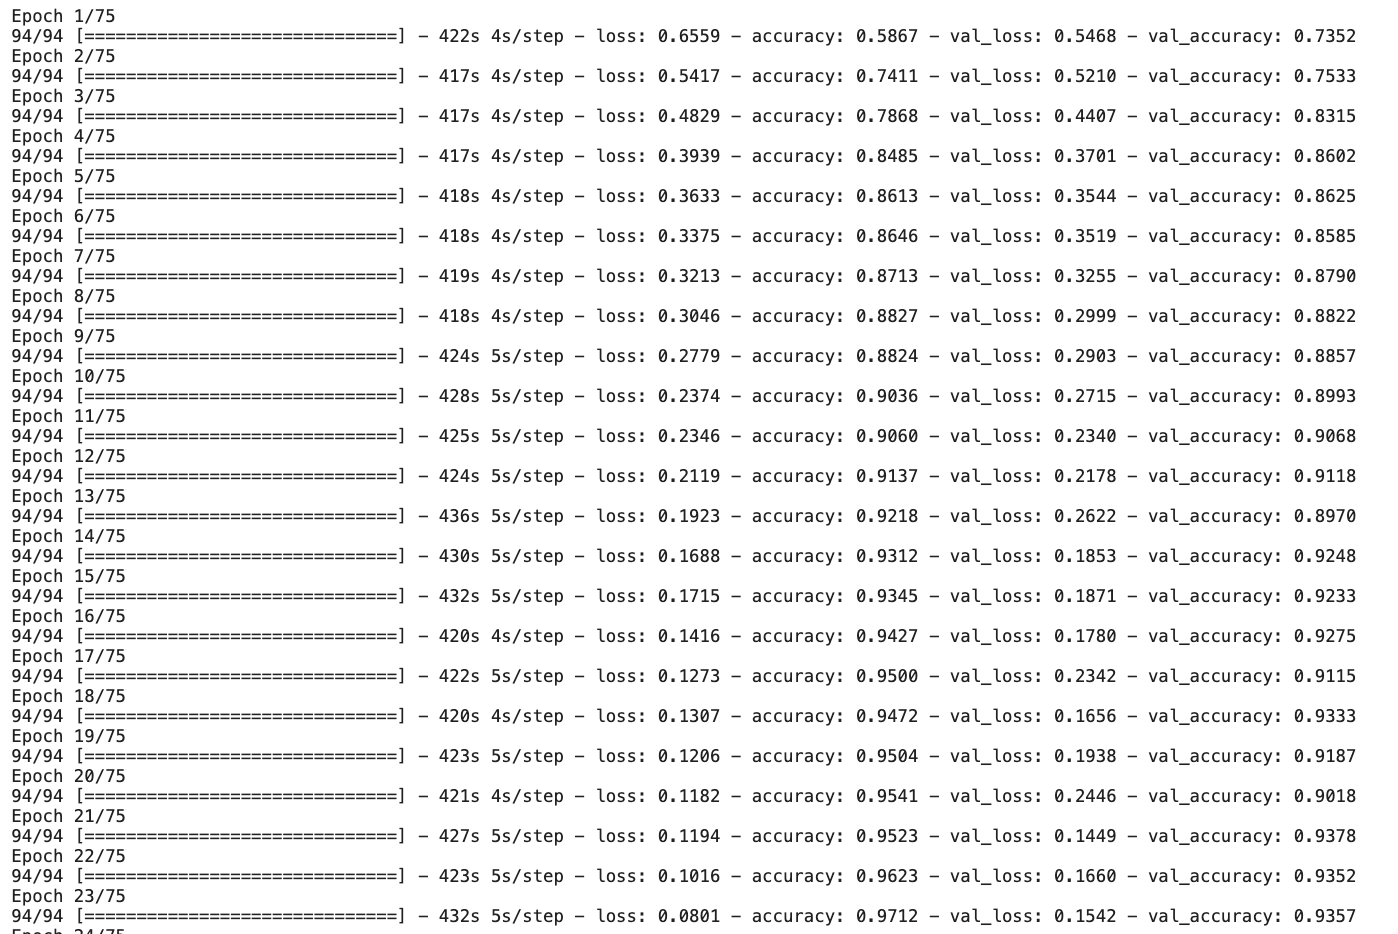 Epoch 1/75
94/94 [==============================] - 422s 4s/step - loss: 0.6559 - accuracy: 0.5867 - val_loss: 0.5468 - val_accuracy: 0.7352
Epoch 2/75
94/94 [==============================] - 417s 4s/step - loss: 0.5417 - accuracy: 0.7411 - val_loss: 0.5210 - val_accuracy: 0.7533
Epoch 3/75
94/94 [==============================] - 417s 4s/step - loss: 0.4829 - accuracy: 0.7868 - val_loss: 0.4407 - val_accuracy: 0.8315
Epoch 4/75
94/94 [==============================] - 417s 4s/step - loss: 0.3939 - accuracy: 0.8485 - val_loss: 0.3701 - val_accuracy: 0.8602
Epoch 5/75
94/94 [==============================] - 418s 4s/step - loss: 0.3633 - accuracy: 0.8613 - val_loss: 0.3544 - val_accuracy: 0.8625
Epoch 6/75
94/94 [==============================] - 418s 4s/step - loss: 0.3375 - accuracy: 0.8646 - val_loss: 0.3519 - val_accuracy: 0.8585
Epoch 7/75
94/94 [==============================] - 419s 4s/step - loss: 0.3213 - accuracy: 0.8713 - val_loss: 0.3255 - val_accuracy: 0.8790
Epoch 8/75
94/94 [==============================] - 418s 4s/step - loss: 0.3046 - accuracy: 0.8827 - val_loss: 0.2999 - val_accuracy: 0.8822
Epoch 9/75
94/94 [==============================] - 424s 5s/step - loss: 0.2779 - accuracy: 0.8824 - val_loss: 0.2903 - val_accuracy: 0.8857
Epoch 10/75
94/94 [==============================] - 428s 5s/step - loss: 0.2374 - accuracy: 0.9036 - val_loss: 0.2715 - val_accuracy: 0.8993
Epoch 11/75
94/94 [==============================] - 425s 5s/step - loss: 0.2346 - accuracy: 0.9060 - val_loss: 0.2340 - val_accuracy: 0.9068
Epoch 12/75
94/94 [==============================] - 424s 5s/step - loss: 0.2119 - accuracy: 0.9137 - val_loss: 0.2178 - val_accuracy: 0.9118
Epoch 13/75
94/94 [==============================] - 436s 5s/step - loss: 0.1923 - accuracy: 0.9218 - val_loss: 0.2622 - val_accuracy: 0.8970
Epoch 14/75
94/94 [==============================] - 430s 5s/step - loss: 0.1688 - accuracy: 0.9312 - val_loss: 0.1853 - val_accuracy: 0.9248
Epoch 15/75
94/94 [==============================] - 432s 5s/step - loss: 0.1715 - accuracy: 0.9345 - val_loss: 0.1871 - val_accuracy: 0.9233
Epoch 16/75
94/94 [==============================] - 420s 4s/step - loss: 0.1416 - accuracy: 0.9427 - val_loss: 0.1780 - val_accuracy: 0.9275
Epoch 17/75
94/94 [==============================] - 422s 5s/step - loss: 0.1273 - accuracy: 0.9500 - val_loss: 0.2342 - val_accuracy: 0.9115
Epoch 18/75
94/94 [==============================] - 420s 4s/step - loss: 0.1307 - accuracy: 0.9472 - val_loss: 0.1656 - val_accuracy: 0.9333
Epoch 19/75
94/94 [==============================] - 423s 5s/step - loss: 0.1206 - accuracy: 0.9504 - val_loss: 0.1938 - val_accuracy: 0.9187
Epoch 20/75
94/94 [==============================] - 421s 4s/step - loss: 0.1182 - accuracy: 0.9541 - val_loss: 0.2446 - val_accuracy: 0.9018
Epoch 21/75
94/94 [==============================] - 427s 5s/step - loss: 0.1194 - accuracy: 0.9523 - val_loss: 0.1449 - val_accuracy: 0.9378
Epoch 22/75
94/94 [==============================] - 423s 5s/step - loss: 0.1016 - accuracy: 0.9623 - val_loss: 0.1660 - val_accuracy: 0.9352
Epoch 23/75
94/94 [==============================] - 432s 5s/step - loss: 0.0801 - accuracy: 0.9712 - val_loss: 0.1542 - val_accuracy: 0.9357